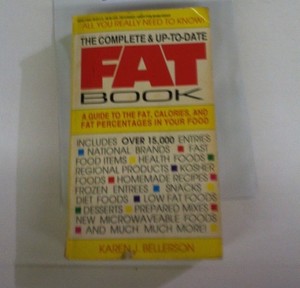 ALL YOU REALLY NEED TO KNOW
THE COMPLETE & UP-TO-DATE
FAT
BOOK
A GUIDE TO THE FAT, CALORIES, AND
FAT PERCENTAGES IN YOUR FOOD
INCLUDES OVER 15,000 ENTRIES
NATIONAL BRANDS FAST
FOOD ITEMS HEALTH FOODS
REGIONAL PRODUCTS KOSHER
FOODS HOMEMADE RECIPES
FROZEN ENTREES SNACKS
DIET FOODS LOW FAT FOODS
DESSERTS PREPARED MIXES
NEW MICROWAVEABLE FOODS
AND MUCH MUCH MORE!
KAREN J. BELLERSON